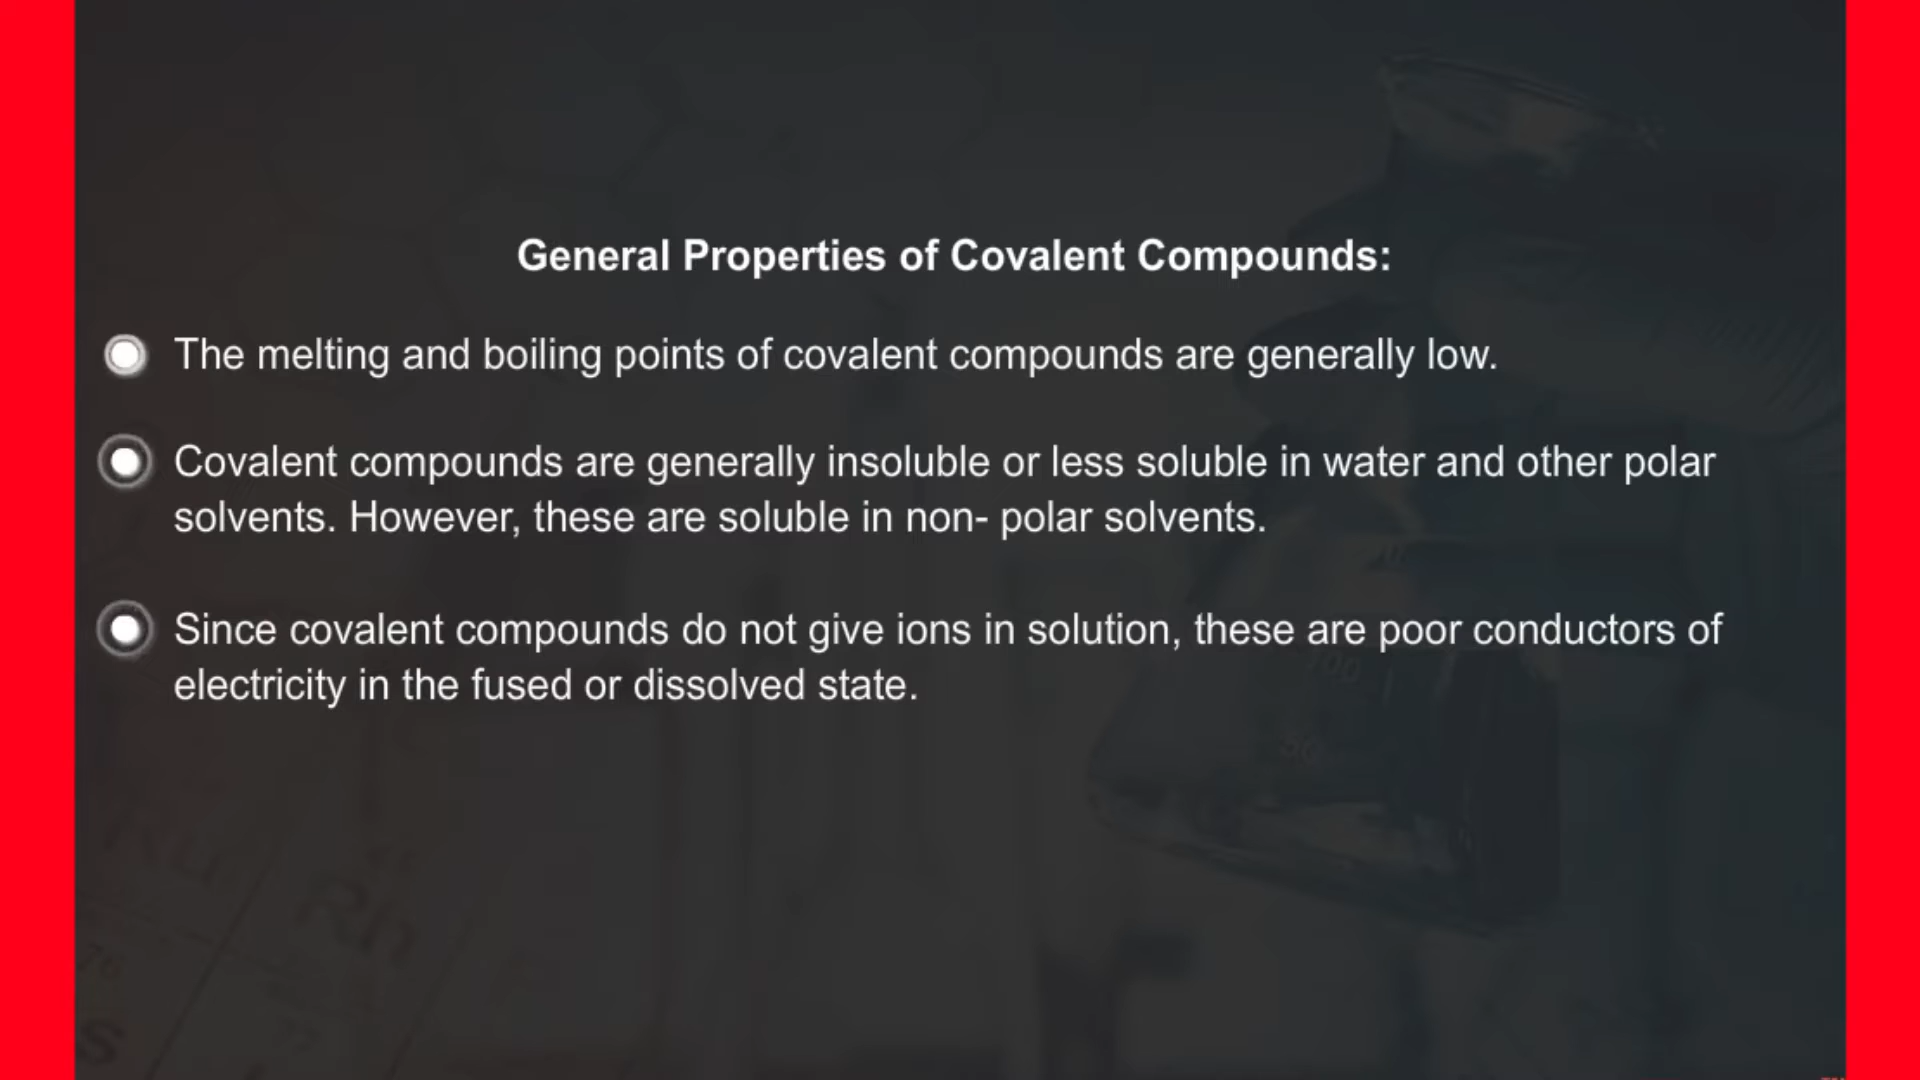 General Properties of Covalent Compounds:
The melting and boiling points of covalent compounds are generally low.
Covalent compounds are generally insoluble or less soluble in water and other polar
solvents. However, these are soluble in non- polar solvents.
Since covalent compounds do not give ions in solution, these are poor conductors of
electricity in the fused or dissolved state.
Rh